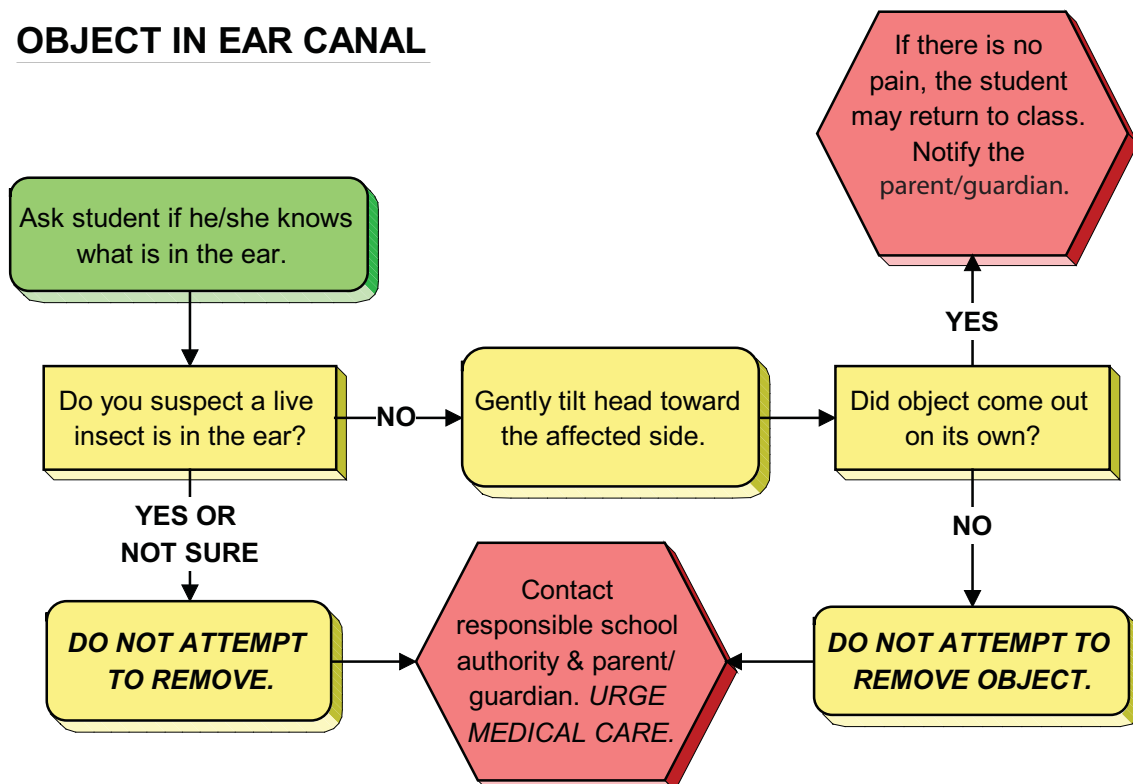 OBJECT IN EAR CANAL
If there is no
pain, the student
may return to class.
Notify the
parent/guardian.
Ask student if he/she knows
what is in the ear.
YES
Do you suspect a live
insect is in the ear?
NO
Gently tilt head toward
the affected side.
Did object come out
on its own?
YES OR
NOT SURE
NO
DO NOT ATTEMPT
TO REMOVE.
Contact
responsible school
authority & parent/
guardian. URGE
MEDICAL CARE.
DO NOT ATTEMPT TO
REMOVE OBJECT.